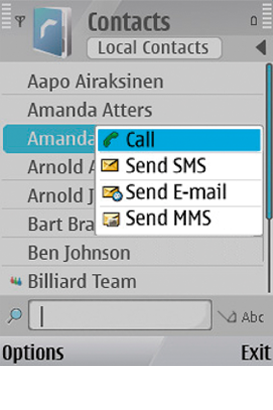 Contacts
Local Contacts
Aapo Airaksinen
Amanda Atters
Amanda
Call
Arnold A
Send SMS
Arnold J
Send E-mail
Bart Bra
Send MMS
Ben Johnson
Billiard Team
Abc
Options Exit